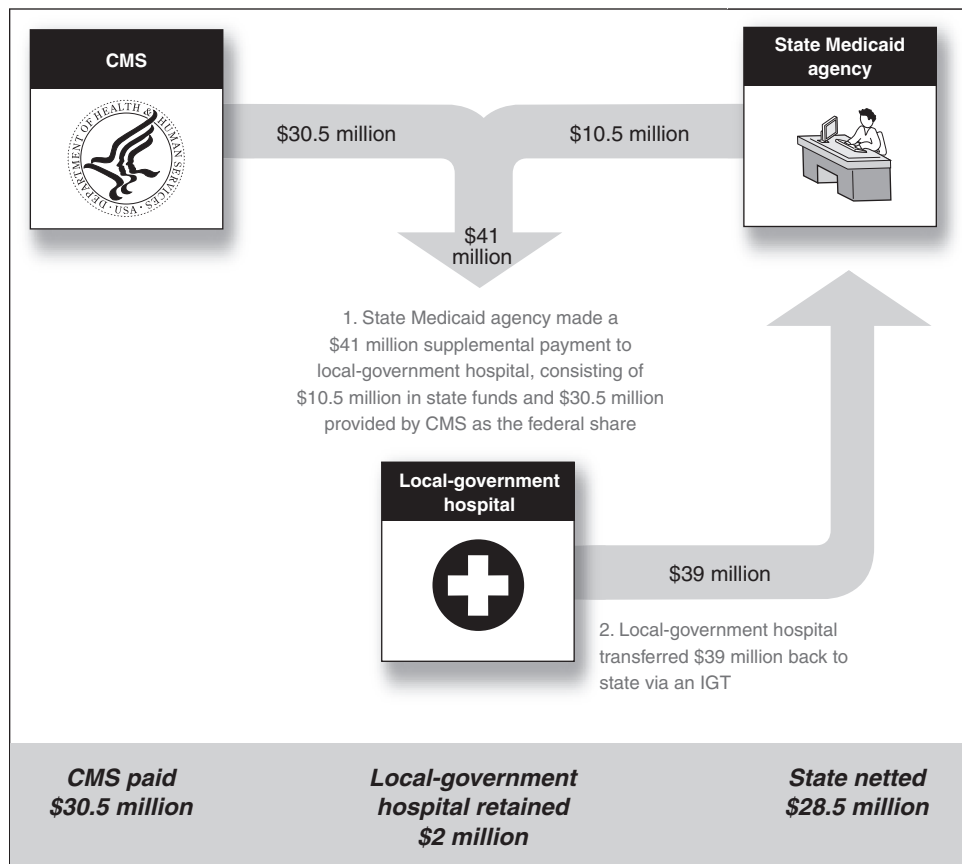 CMS
DEPARTMENT OF HEALTH & HUMAN SERVICES · USA ·
$30.5 million
State Medicaid
agency
$10.5 million
$41
million
1. State Medicaid agency made a
$41 million supplemental payment to
local-government hospital, consisting of
$10.5 million in state funds and $30.5 million
provided by CMS as the federal share
Local-government
hospital
$39 million
2. Local-government hospital
transferred $39 million back to
state via an IGT
CMS paid
$30.5 million
Local-government
hospital retained
$2 million
State netted
$28.5 million